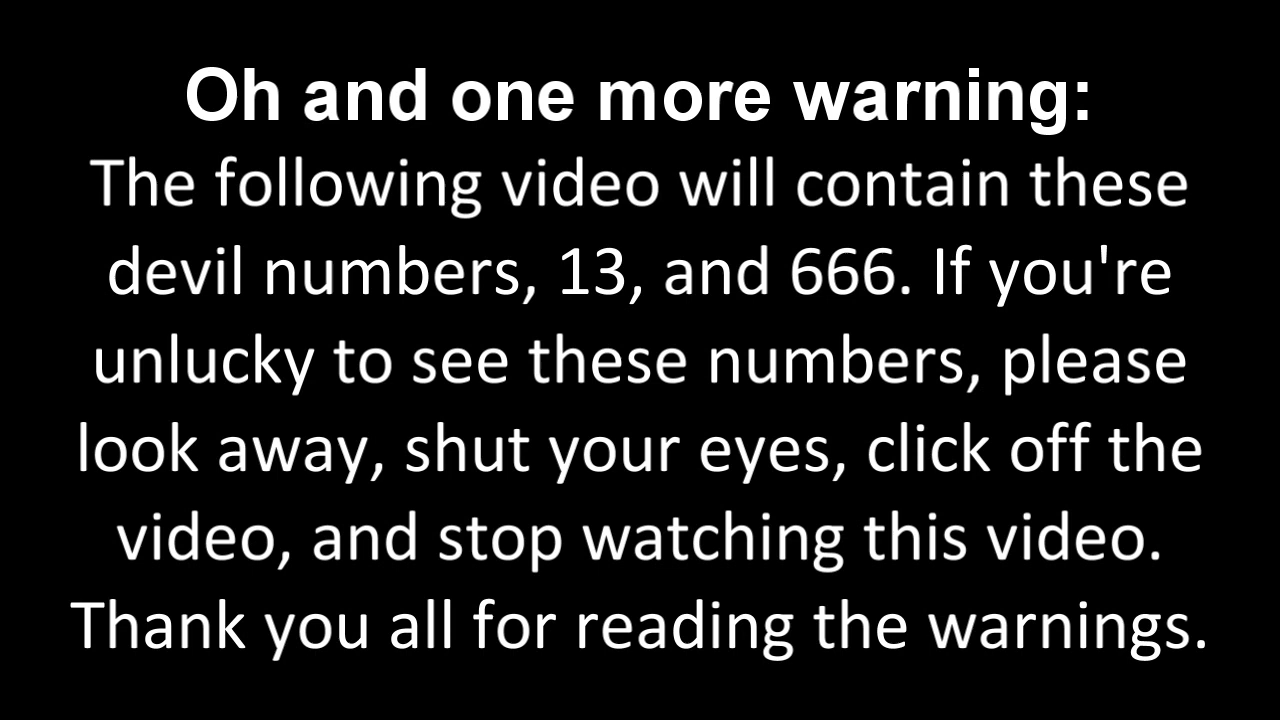 Oh and one more warning:
The following video will contain these
devil numbers, 13, and 666. If you're
unlucky to see these numbers, please
look away, shut your eyes, click off the
video, and stop watching this video.
Thank you all for reading the warnings.